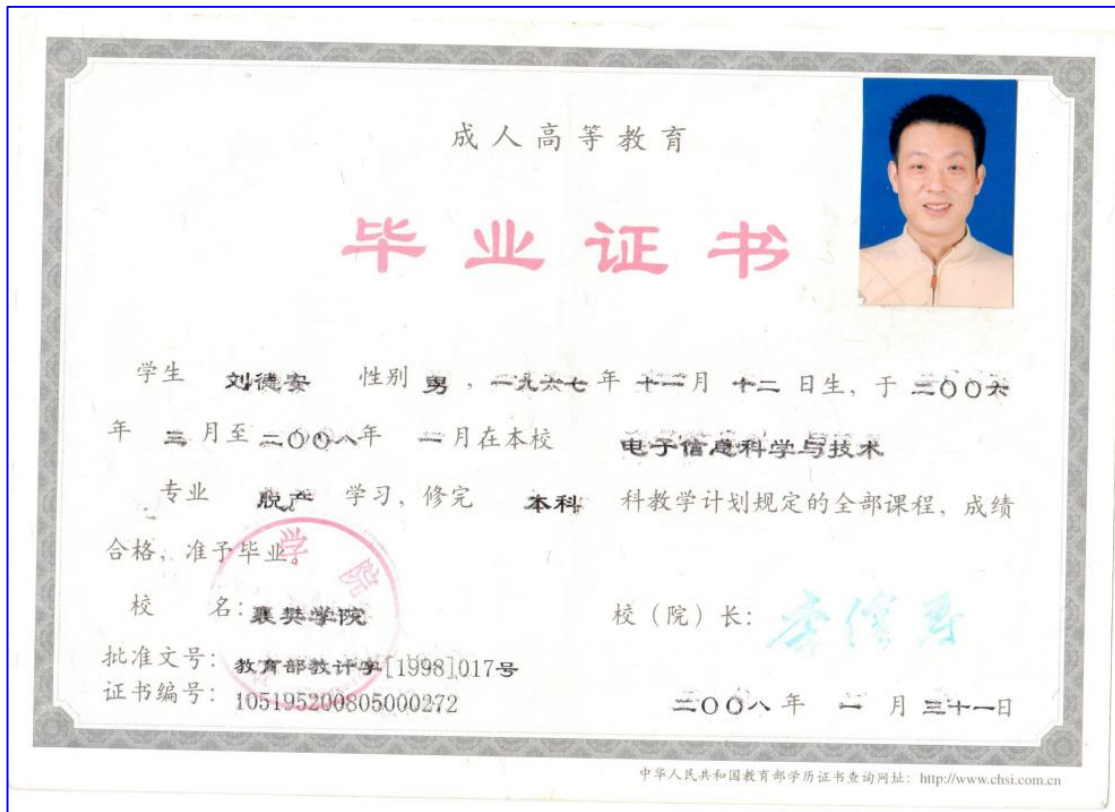 成人高等教育
毕业证书
学生 刘德安 性别 男，一九六七年 十一月 十二 日生，于 二〇〇六
年 三 月至 二〇〇八年 一月在本校 电子信息科学与技术
专业 脱产 学习，修完 本科 科教学计划规定的全部课程，成绩
合格，准予毕业。
校 名：襄樊学院
校（院）长：
批准文号：教育部教计字[1998]017号
证书编号：105195200805000272
二〇〇八年 一 月 三十一日
学院
中华人民共和国教育部学历证书查询网址：http://www.chsi.com.cn